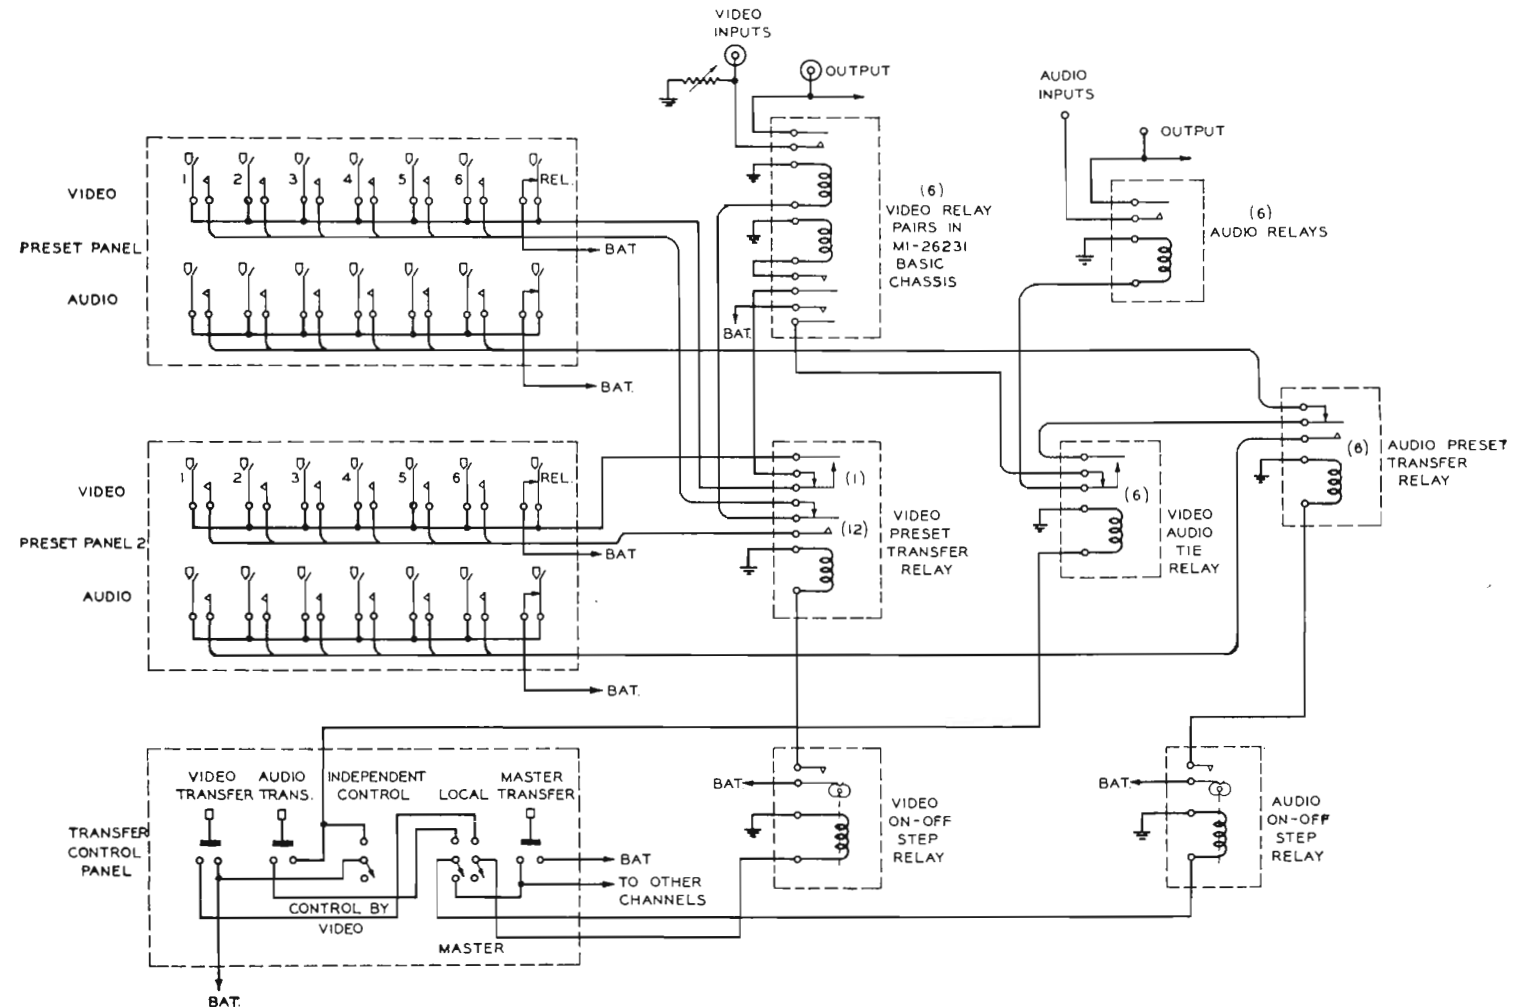 VIDEO
INPUTS
OUTPUT
AUDIO
INPUTS
OUTPUT
VIDEO
1 2 3 4 5 6 REL.
BAT
PRESET PANEL
AUDIO
BAT.
(6)
VIDEO RELAY
PAIRS IN
MI-26231
BASIC
CHASSIS
BAT.
(6)
AUDIO RELAYS
VIDEO
1 2 3 4 5 6 REL.
BAT
PRESET PANEL 2
AUDIO
BAT.
(1)
(12)
VIDEO
PRESET
TRANSFER
RELAY
(6)
VIDEO
AUDIO
TIE
RELAY
(6)
AUDIO PRESET
TRANSFER
RELAY
TRANSFER
CONTROL
PANEL
VIDEO
TRANSFER
AUDIO
TRANS.
INDEPENDENT
CONTROL
LOCAL
MASTER
TRANSFER
BAT
TO OTHER
CHANNELS
CONTROL BY
VIDEO
MASTER
BAT.
BAT
VIDEO
ON-OFF
STEP
RELAY
BAT.
AUDIO
ON-OFF
STEP
RELAY